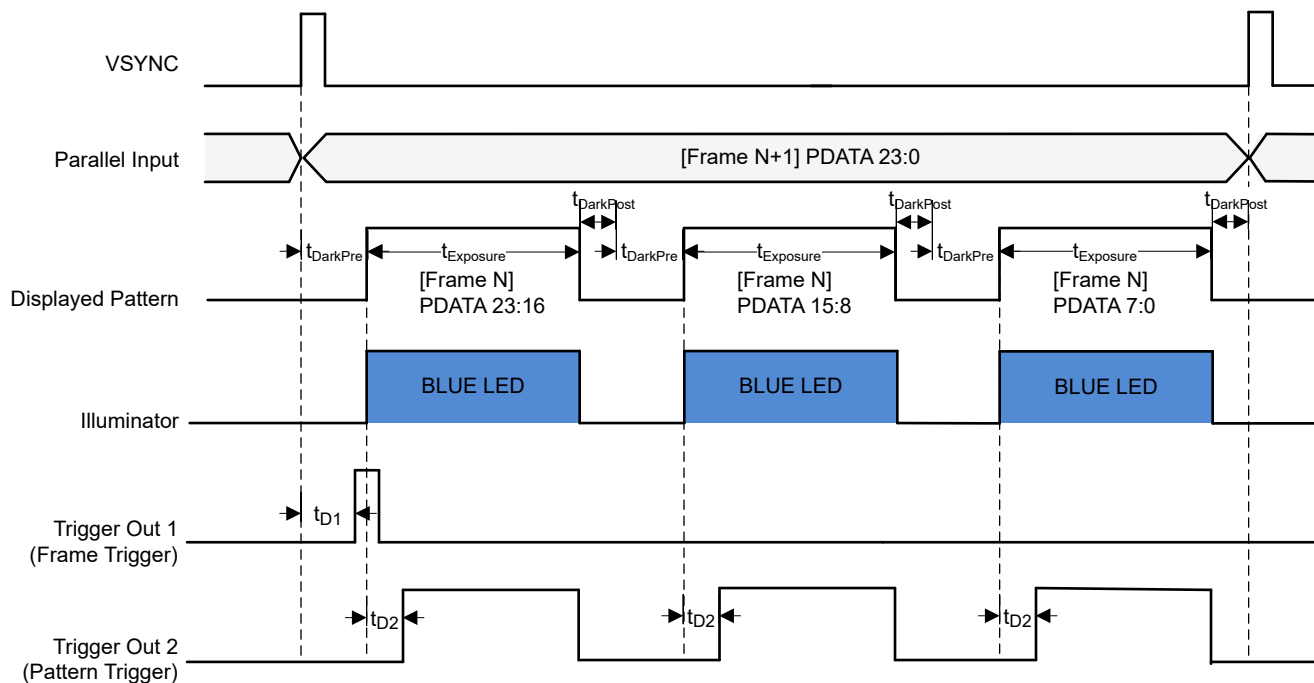 VSYNC
Parallel Input
[Frame N+1] PDATA 23:0
tDarkPost
tDarkPost
tDarkPost
tDarkPre
tExposure
tDarkPre
tExposure
tDarkPre
tExposure
Displayed Pattern
[Frame N]
PDATA 23:16
[Frame N]
PDATA 15:8
[Frame N]
PDATA 7:0
Illuminator
BLUE LED
BLUE LED
BLUE LED
tD1
Trigger Out 1
(Frame Trigger)
tD2
tD2
tD2
Trigger Out 2
(Pattern Trigger)